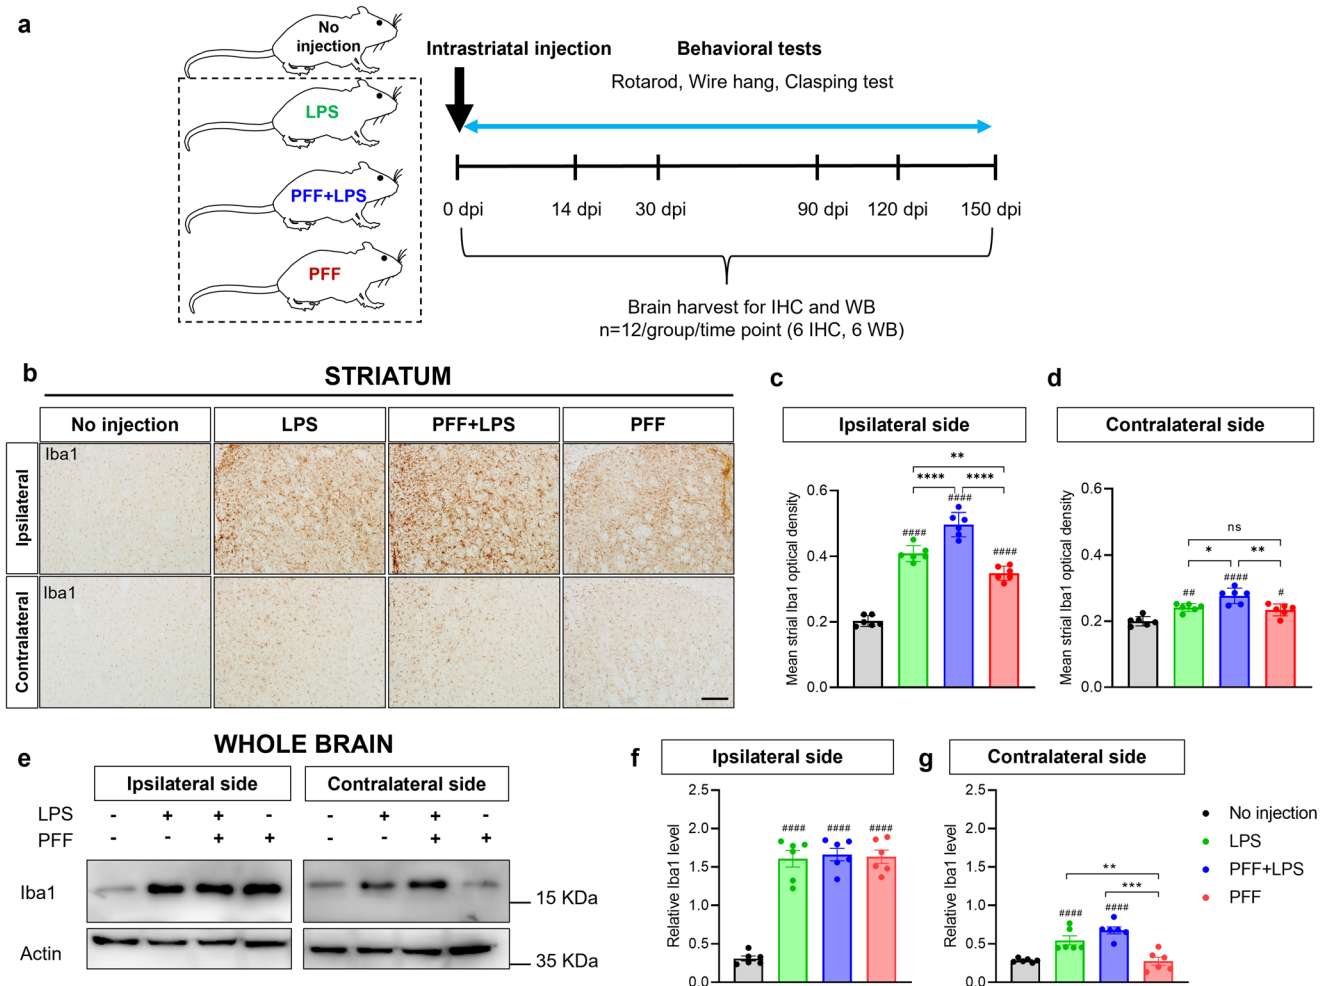 a
No injection
LPS
PFF+LPS
PFF
Intrastriatal injection
Behavioral tests
Rotarod, Wire hang, Clasping test
0 dpi 14 dpi 30 dpi 90 dpi 120 dpi 150 dpi
Brain harvest for IHC and WB
n=12/group/time point (6 IHC, 6 WB)
b
STRIATUM
No injection LPS PFF+LPS PFF
Ipsilateral
Iba1
Contralateral
Iba1
c
Ipsilateral side
Mean strial Iba1 optical density
0.6
0.4
0.2
0.0
**
**** ****
####
####
####
d
Contralateral side
Mean strial Iba1 optical density
0.6
0.4
0.2
0.0
ns
* **
##
####
#
e
WHOLE BRAIN
Ipsilateral side Contralateral side
LPS - + + - - + + -
PFF - - + + - - + +
Iba1
15 KDa
Actin
35 KDa
f
Ipsilateral side
Relative Iba1 level
2.5
2.0
1.5
1.0
0.5
0.0
#### #### ####
g
Contralateral side
Relative Iba1 level
2.5
2.0
1.5
1.0
0.5
0.0
**
***
####
####
No injection
LPS
PFF+LPS
PFF